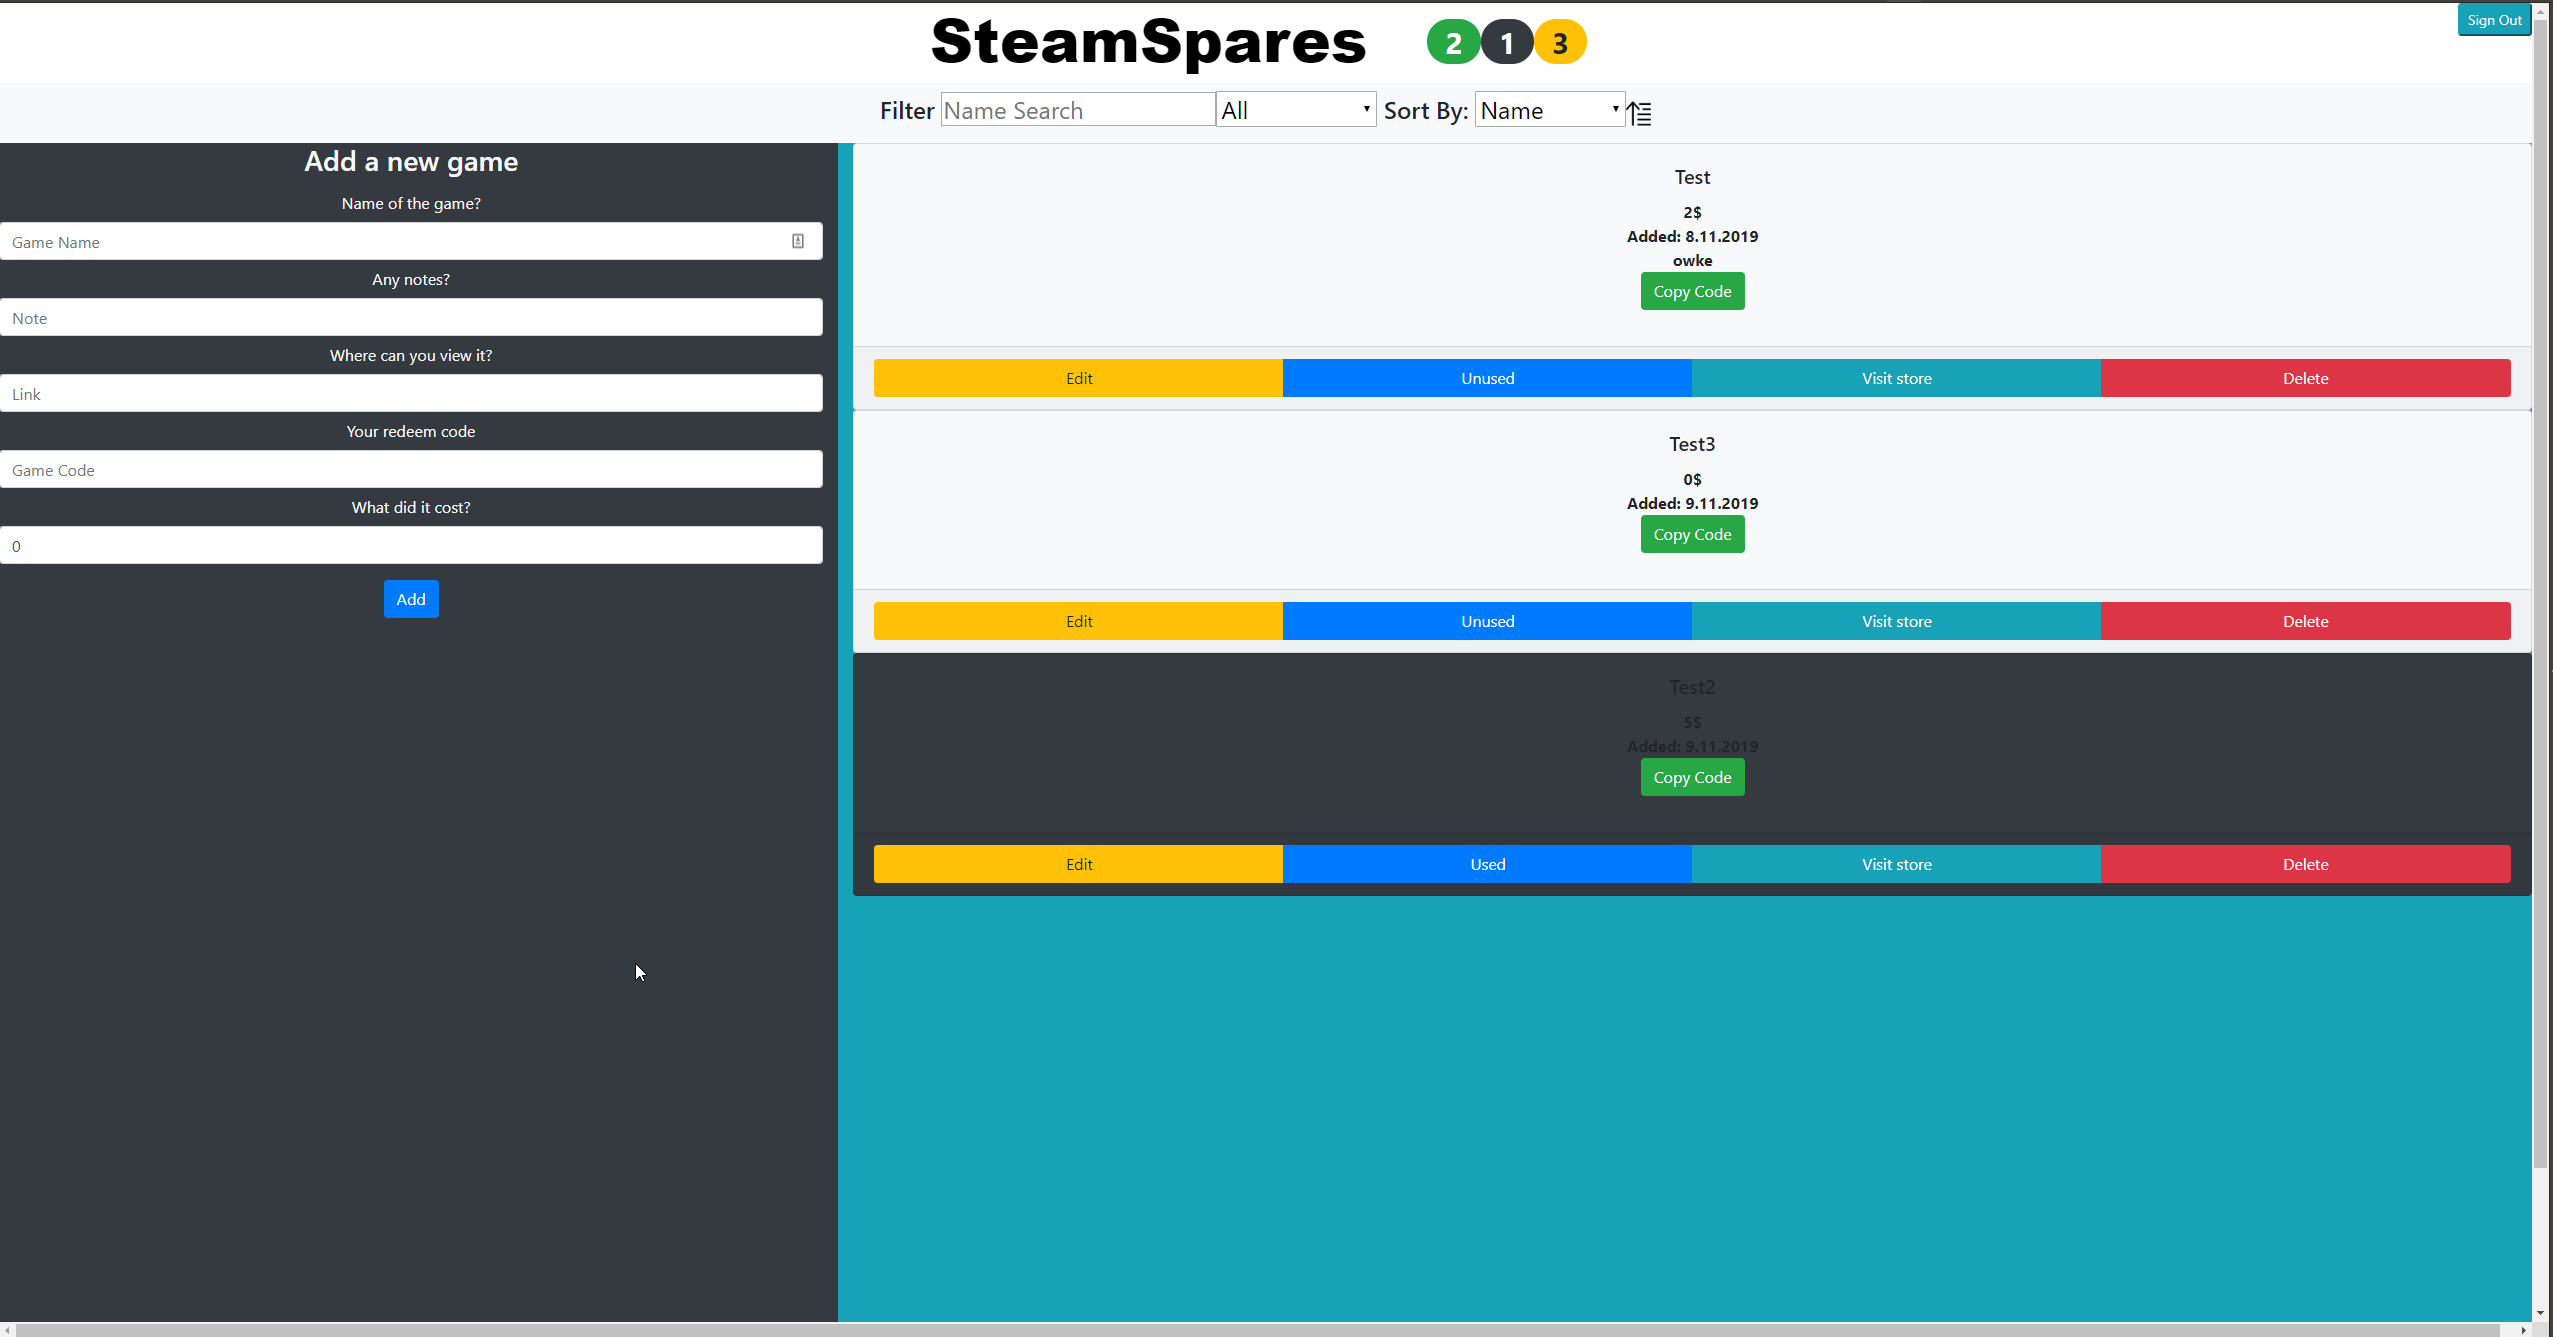 SteamSpares 2 1 3
Sign Out
Filter Name Search All Sort By: Name
Add a new game
Name of the game?
Game Name
Any notes?
Note
Where can you view it?
Link
Your redeem code
Game Code
What did it cost?
0
Add
Test
2$
Added: 8.11.2019
owke
Copy Code
Edit Unused Visit store Delete
Test3
0$
Added: 9.11.2019
Copy Code
Edit Unused Visit store Delete
Test2
5$
Added: 9.11.2019
Copy Code
Edit Used Visit store Delete